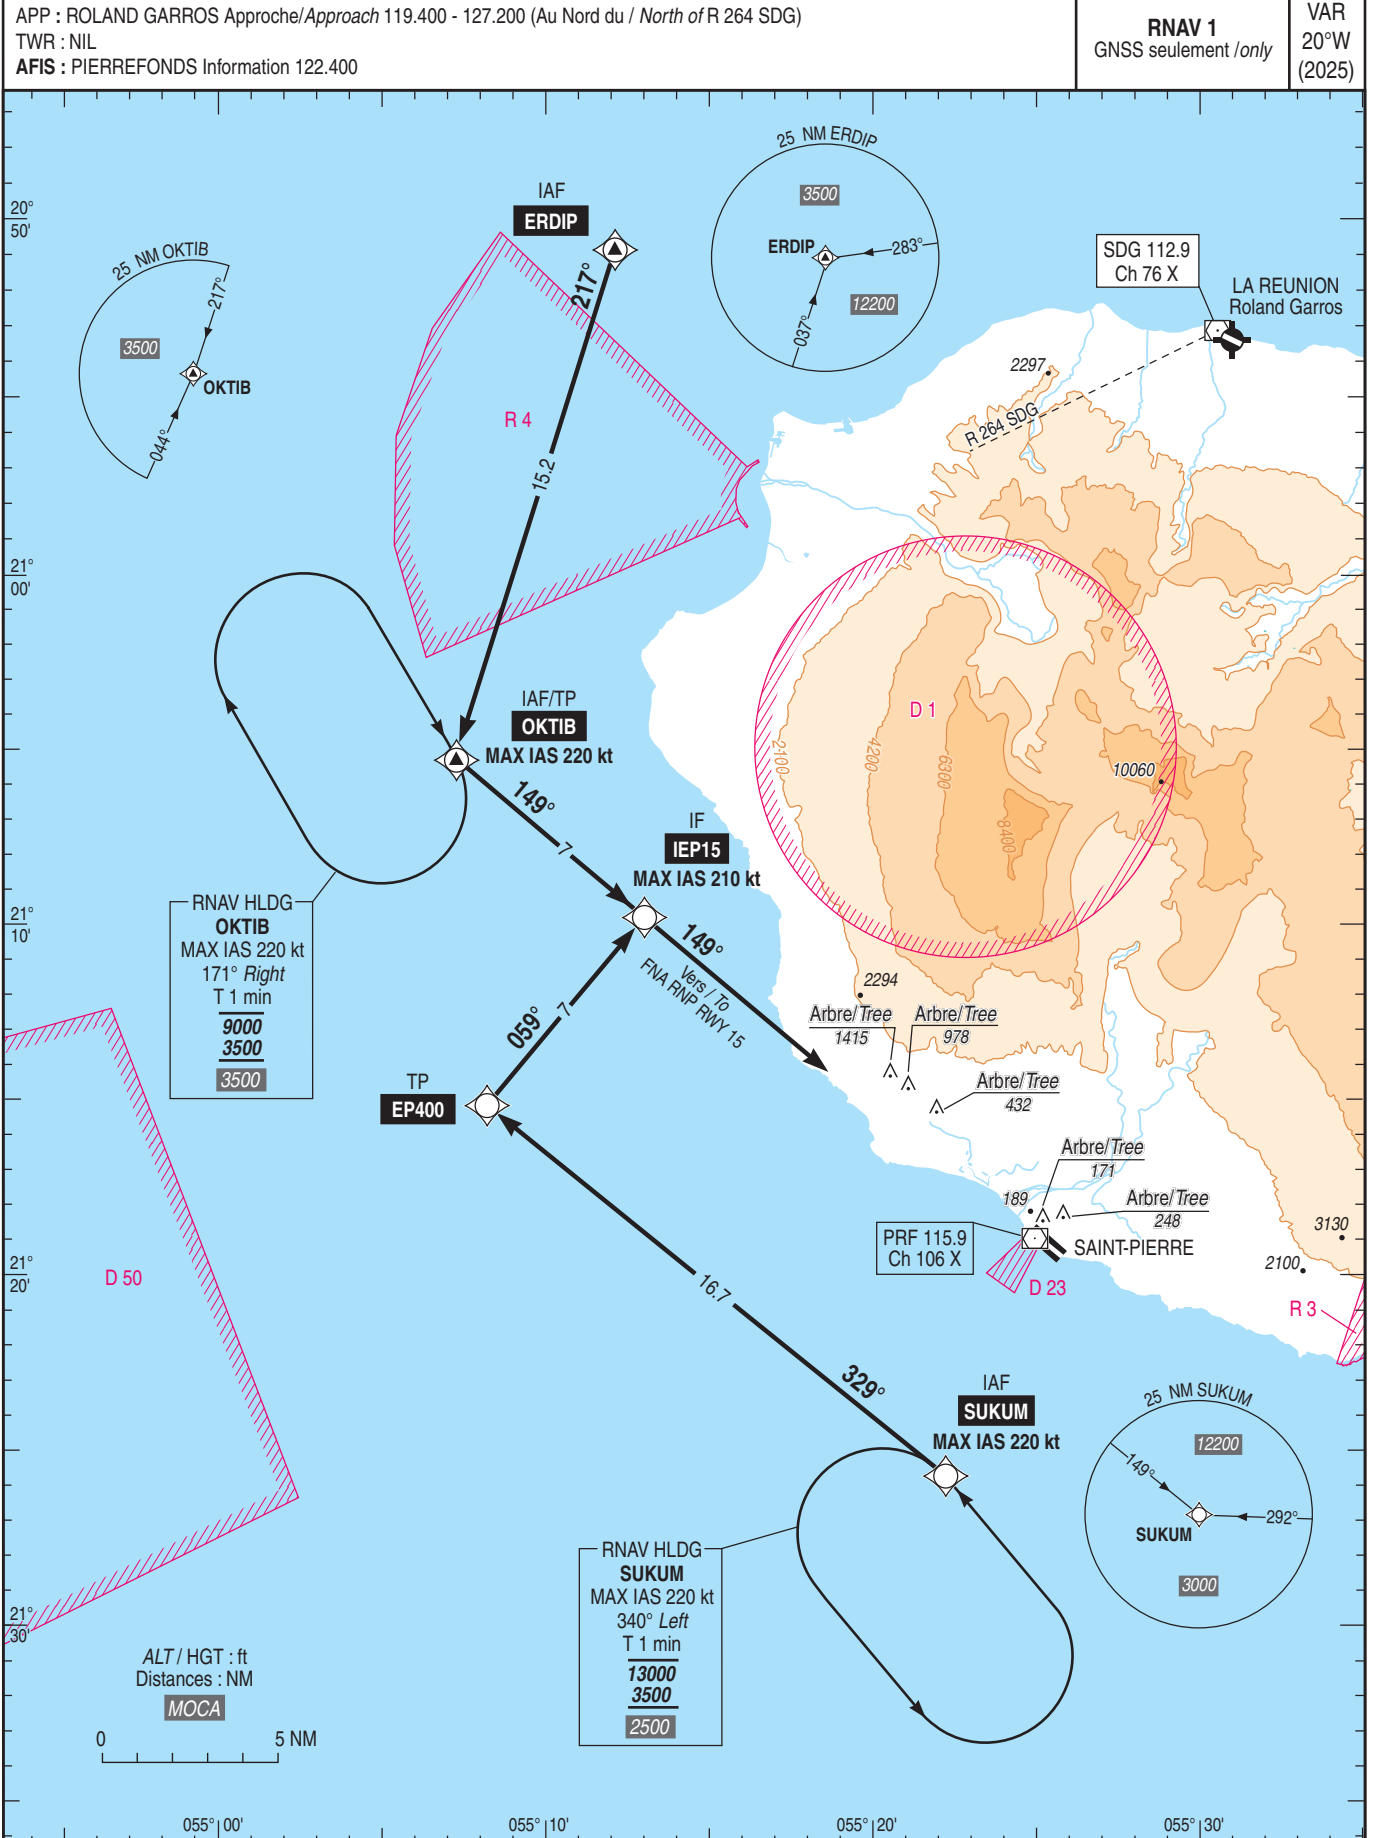 APP : ROLAND GARROS Approche/Approach 119.400 - 127.200 (Au Nord du / North of R 264 SDG)
TWR : NIL
AFIS : PIERREFONDS Information 122.400
RNAV 1
GNSS seulement /only
VAR
20°W
(2025)
25 NM ERDIP
3500
ERDIP
283°
12200
037°
IAF
ERDIP
217°
15.2
20°
50'
25 NM OKTIB
217°
3500
OKTIB
044°
SDG 112.9
Ch 76 X
LA REUNION
Roland Garros
2297
R 264 SDG
R 4
21°
00'
IAF/TP
OKTIB
MAX IAS 220 kt
149°
7
D 1
2100
4200
6300
8400
10060
IF
IEP15
MAX IAS 210 kt
149°
Vers / To
FNA RNP RWY 15
RNAV HLDG
OKTIB
MAX IAS 220 kt
171° Right
T 1 min
9000
3500
3500
21°
10'
059°
7
TP
EP400
2294
Arbre/Tree
1415
Arbre/Tree
978
Arbre/Tree
432
Arbre/Tree
171
189
Arbre/Tree
248
PRF 115.9
Ch 106 X
SAINT-PIERRE
3130
2100
D 23
R 3
21°
20'
D 50
16.7
329°
IAF
SUKUM
MAX IAS 220 kt
25 NM SUKUM
12200
149°
292°
SUKUM
3000
RNAV HLDG
SUKUM
MAX IAS 220 kt
340° Left
T 1 min
13000
3500
2500
21°
30'
ALT / HGT : ft
Distances : NM
MOCA
0
5 NM
055° 00'
055° 10'
055° 20'
055° 30'